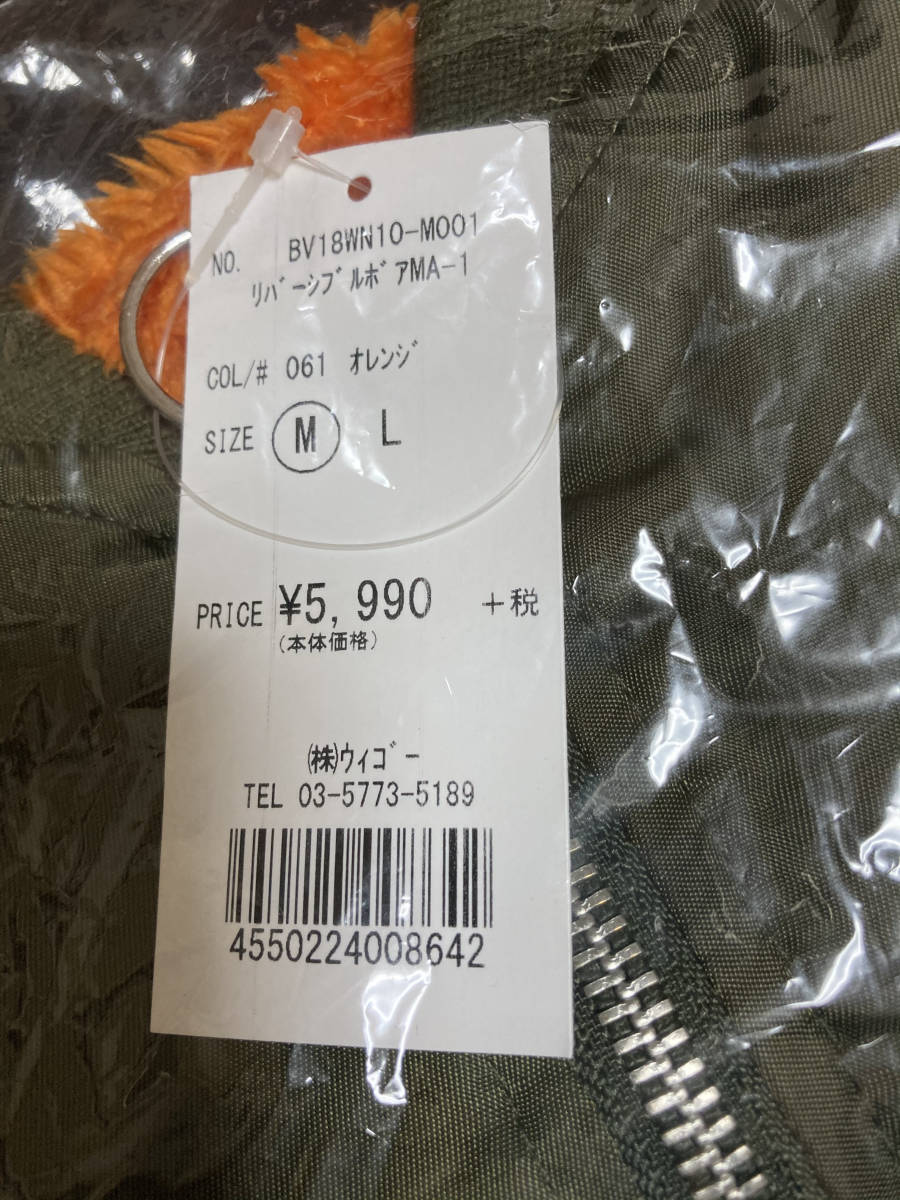 NO. BV18WN10-M001
ﾘﾊﾞｰｼﾌﾞﾙﾎﾞｱMA-1
COL/# 061 ｵﾚﾝｼﾞ
SIZE M L
PRICE ¥5,990 +税
(本体価格)
㈱ｳｨｺﾞｰ
TEL 03-5773-5189
4550224008642